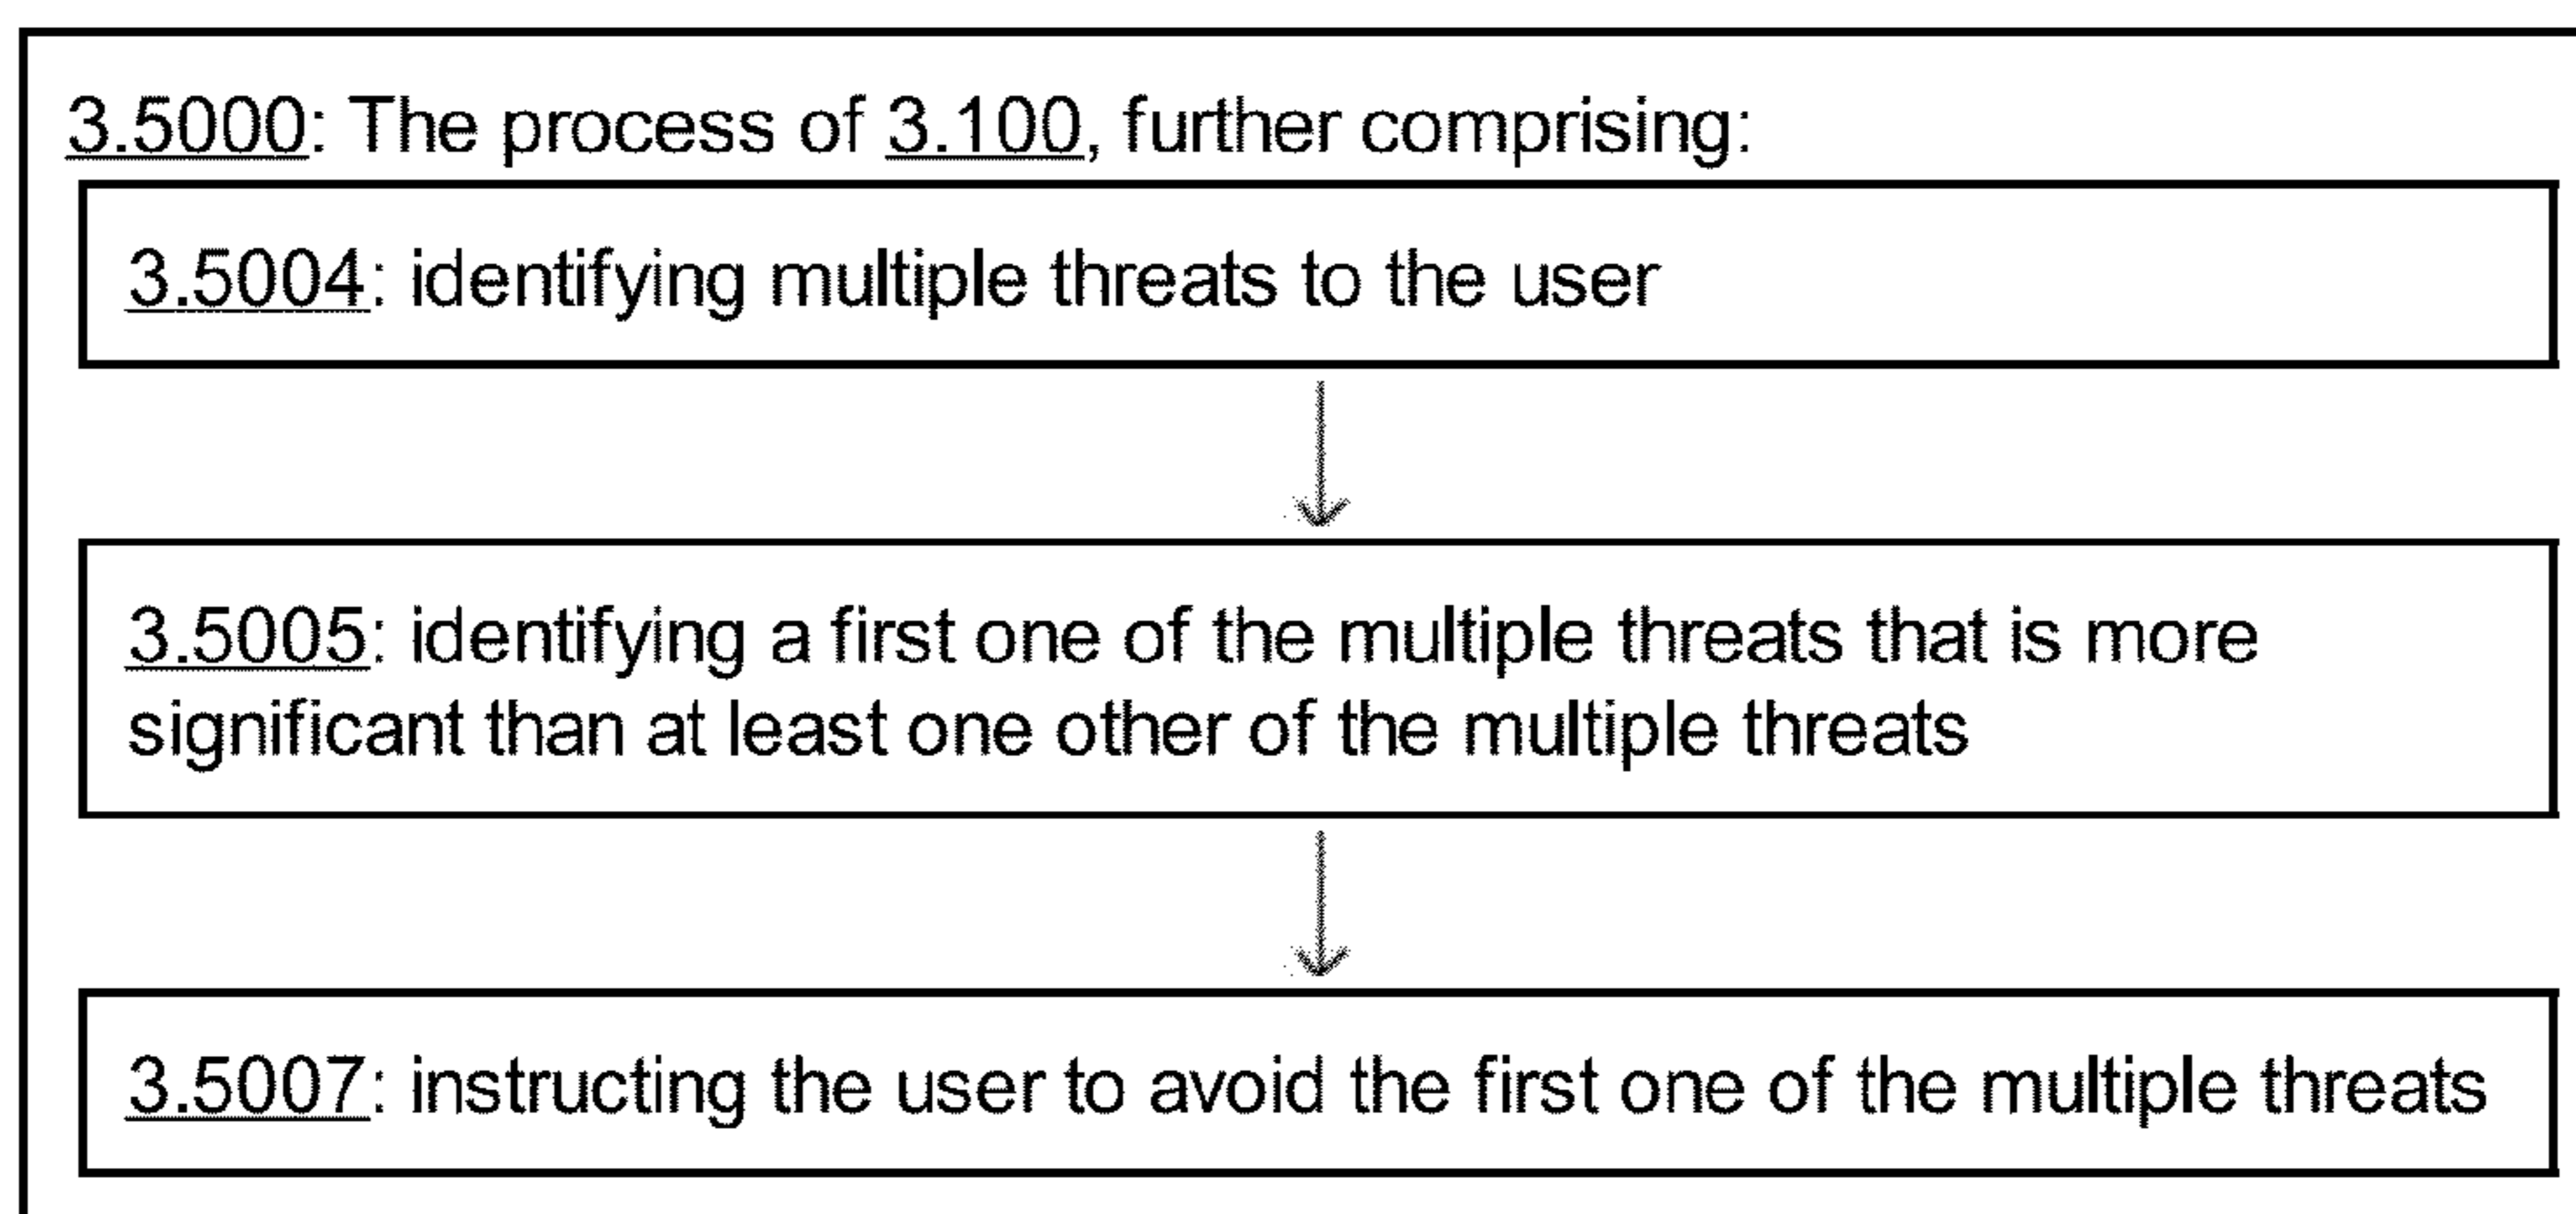 3.5000: The process of 3.100, further comprising:
3.5004: identifying multiple threats to the user
3.5005: identifying a first one of the multiple threats that is more
significant than at least one other of the multiple threats
3.5007: instructing the user to avoid the first one of the multiple threats